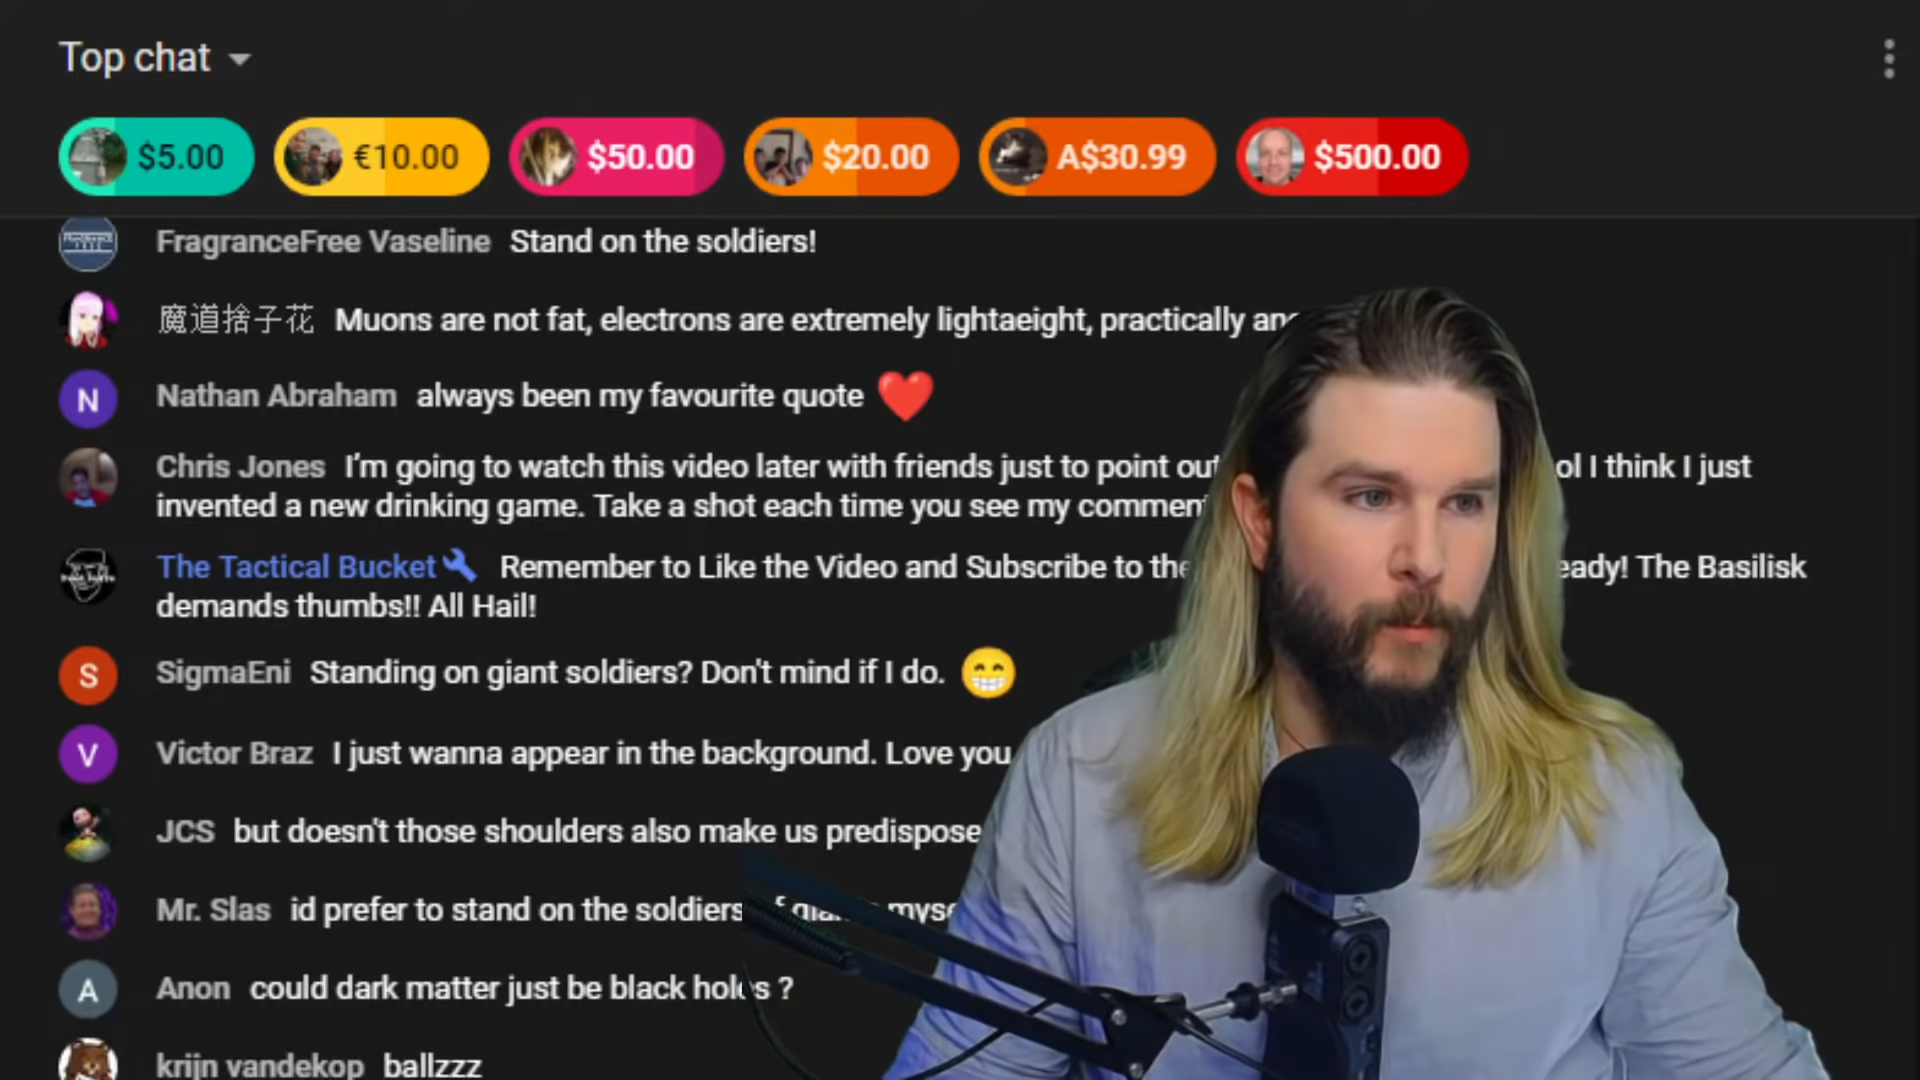 Top chat
$5.00 €10.00 $50.00 $20.00 A$30.99 $500.00
FragranceFree Vaseline Stand on the soldiers!
魔道捨子花 Muons are not fat, electrons are extremely lightaeight, practically
Nathan Abraham always been my favourite quote ❤️
Chris Jones I'm going to watch this video later with friends just to point out I think I just
invented a new drinking game. Take a shot each time you see my comment
The Tactical Bucket Remember to Like the Video and Subscribe to the The Basilisk
demands thumbs!! All Hail!
S SigmaEni Standing on giant soldiers? Don't mind if I do. 😁
V Victor Braz I just wanna appear in the background. Love you
JCS but doesn't those shoulders also make us predispose
Mr. Slas id prefer to stand on the soldiers
A Anon could dark matter just be black holes ?
krijn vandekop ballzzz